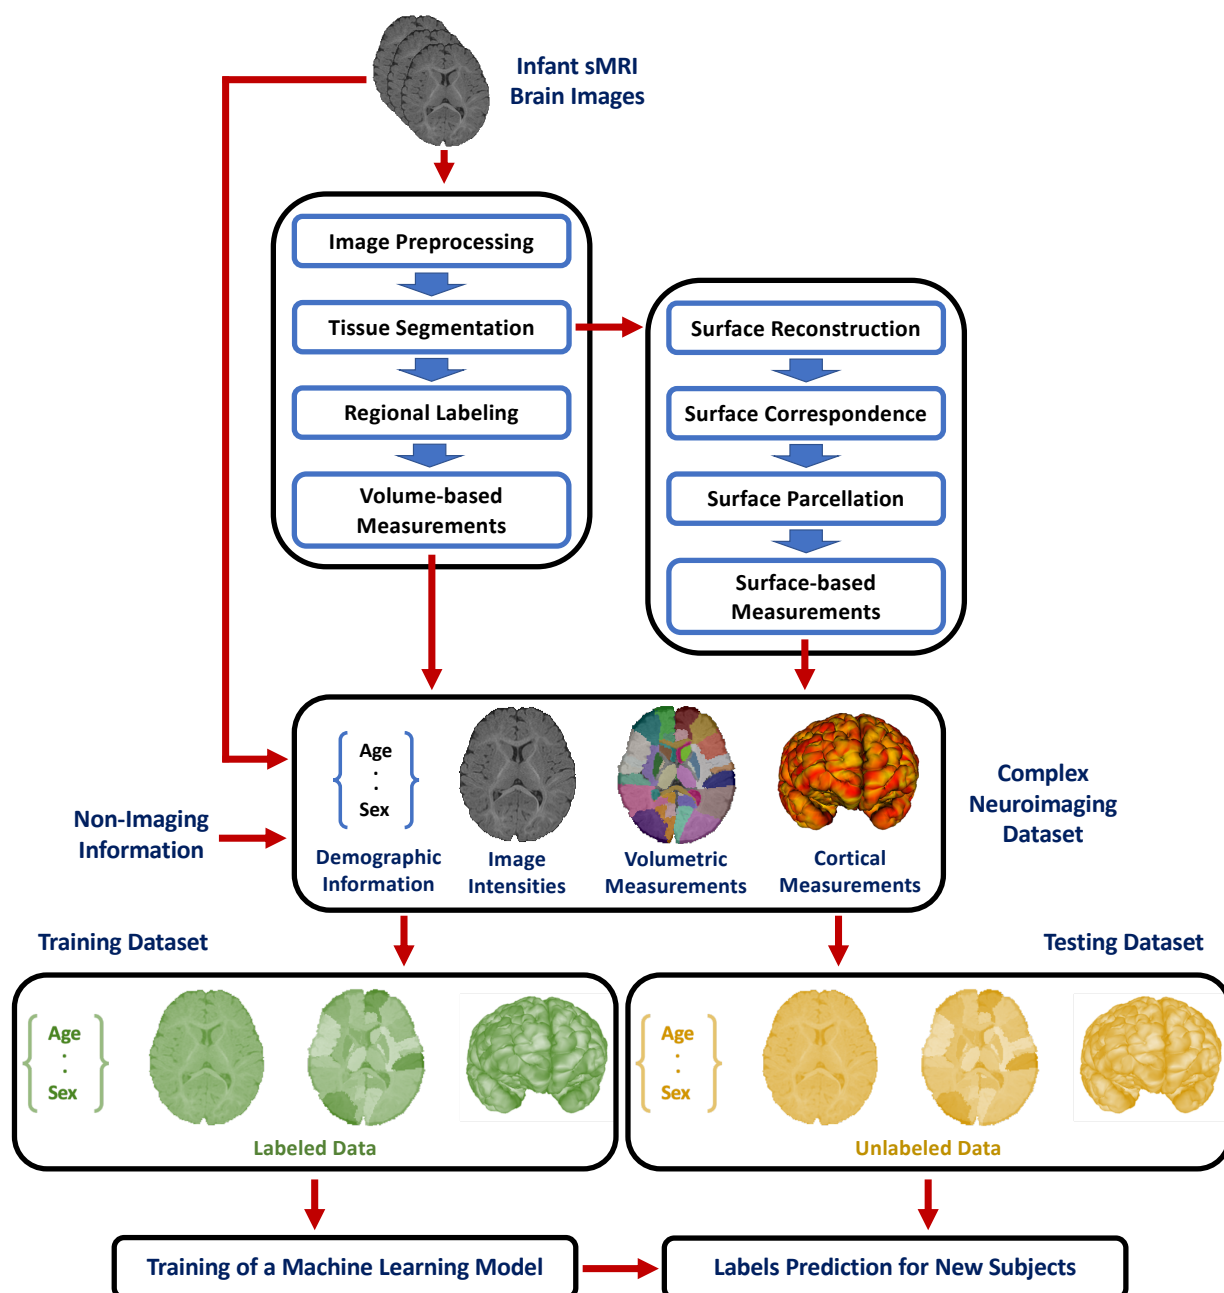 Infant sMRI
Brain Images
Image Preprocessing
Tissue Segmentation
Regional Labeling
Volume-based
Measurements
Surface Reconstruction
Surface Correspondence
Surface Parcellation
Surface-based
Measurements
Non-Imaging
Information
Age
.
.
Sex
Demographic
Information
Image
Intensities
Volumetric
Measurements
Cortical
Measurements
Complex
Neuroimaging
Dataset
Training Dataset
Age
.
.
Sex
Labeled Data
Testing Dataset
Age
.
.
Sex
Unlabeled Data
Training of a Machine Learning Model
Labels Prediction for New Subjects